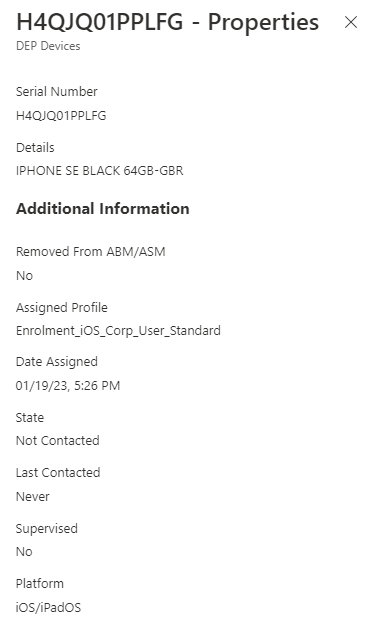 H4QJQ01PPLFG - Properties
DEP Devices
Serial Number
H4QJQ01PPLFG
Details
IPHONE SE BLACK 64GB-GBR
Additional Information
Removed From ABM/ASM
No
Assigned Profile
Enrolment_iOS_Corp_User_Standard
Date Assigned
01/19/23, 5:26 PM
State
Not Contacted
Last Contacted
Never
Supervised
No
Platform
iOS/iPadOS